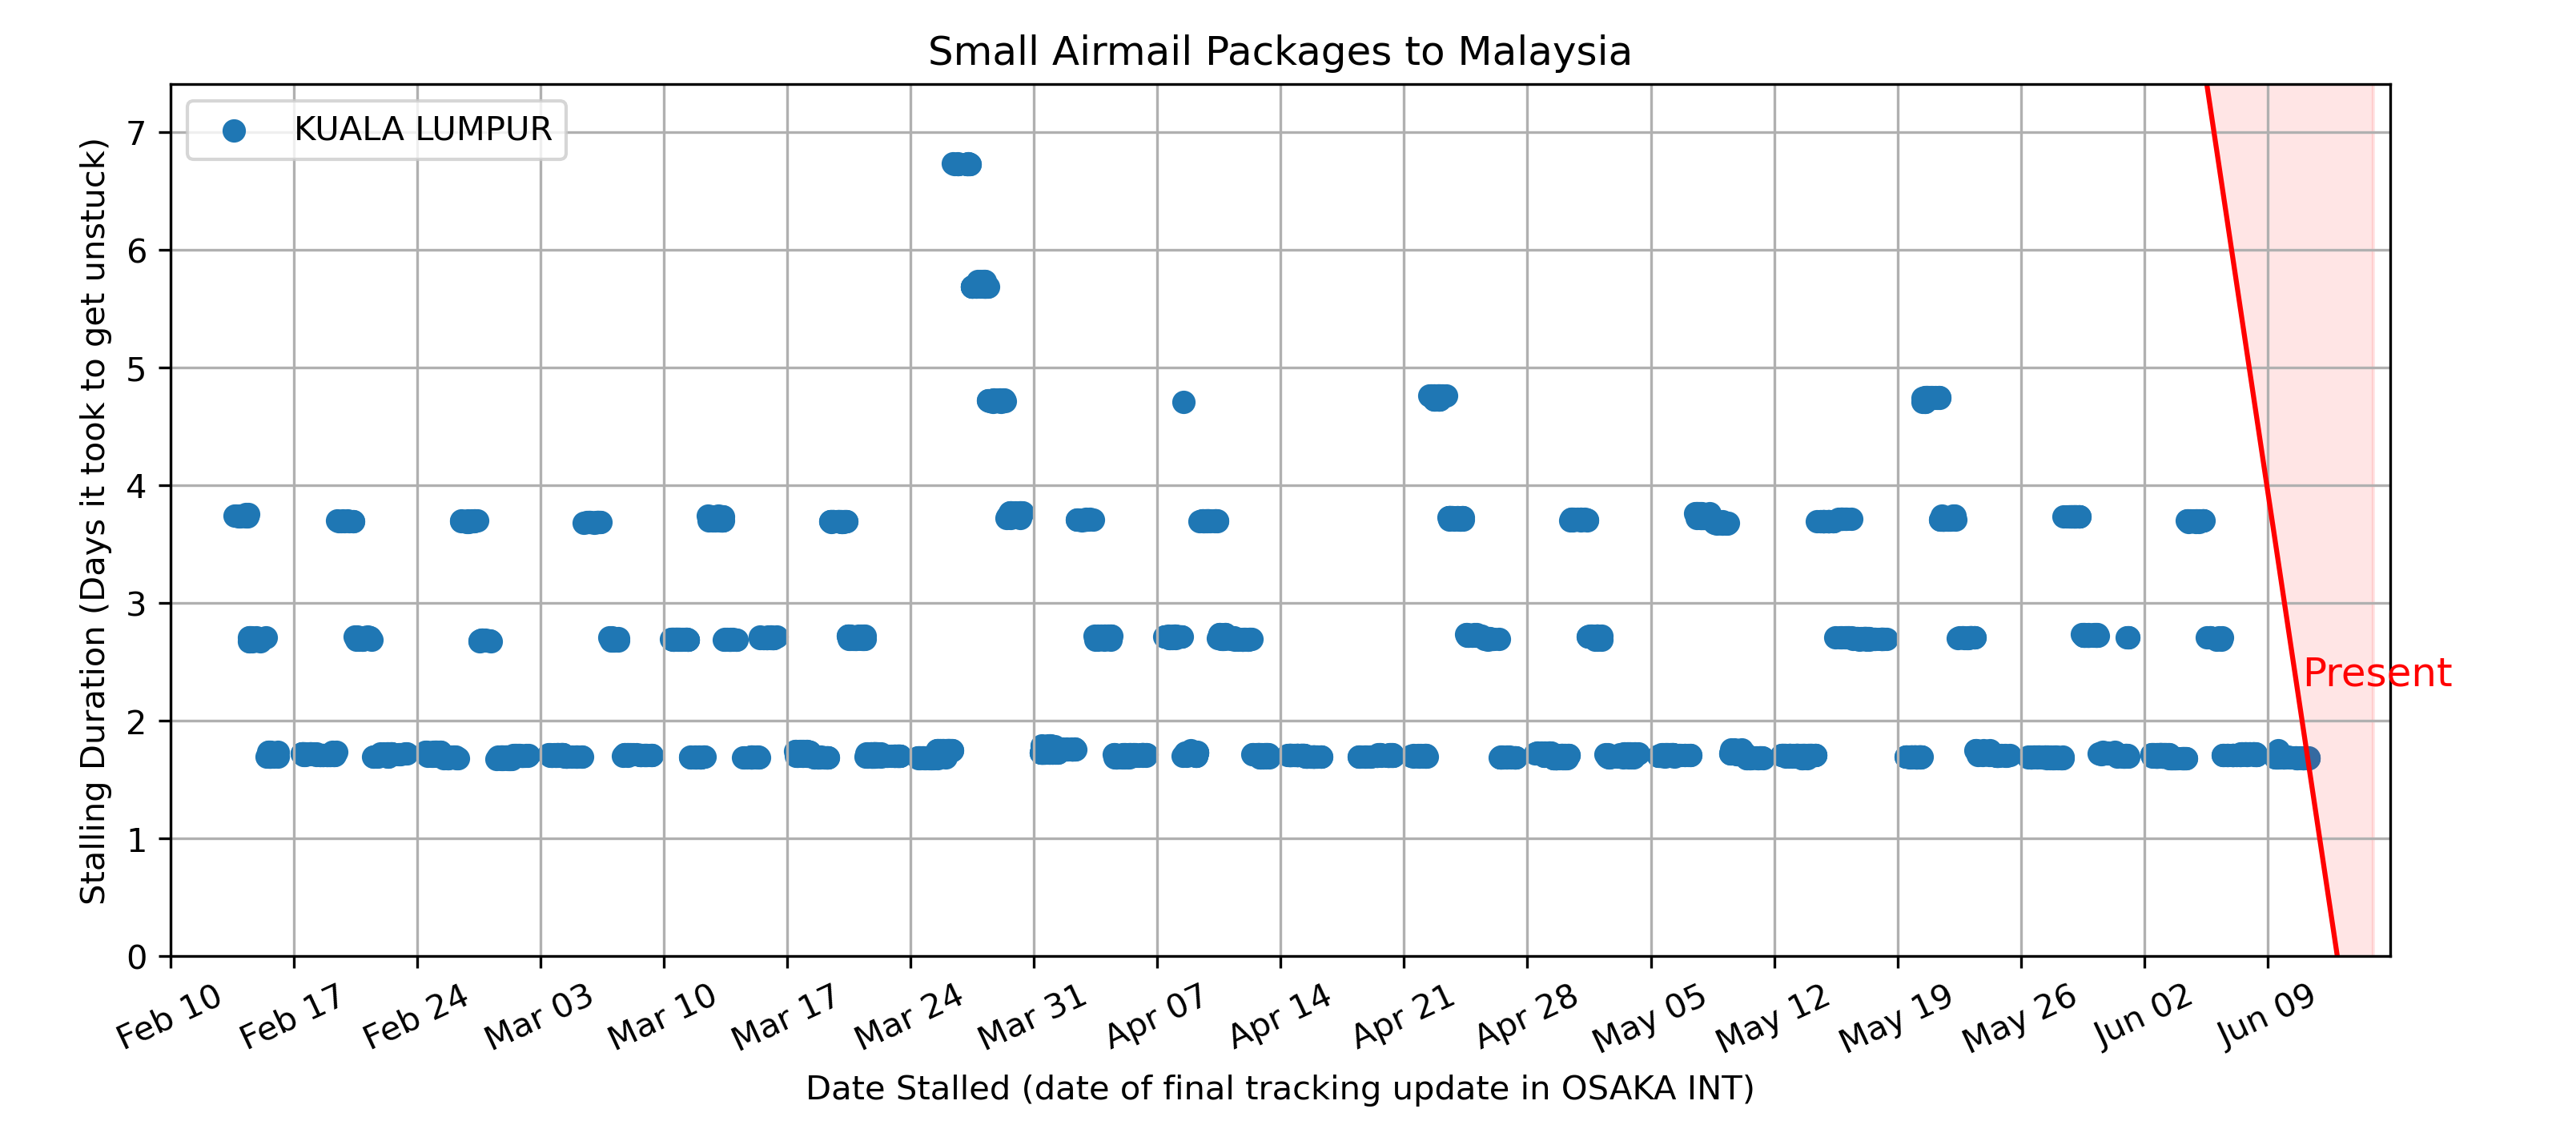 Small Airmail Packages to Malaysia
KUALA LUMPUR
Stalling Duration (Days it took to get unstuck)
7
6
5
4
3
2
1
0
Present
Feb 10
Feb 17
Feb 24
Mar 03
Mar 10
Mar 17
Mar 24
Mar 31
Apr 07
Apr 14
Apr 21
Apr 28
May 05
May 12
May 19
May 26
Jun 02
Jun 09
Date Stalled (date of final tracking update in OSAKA INT)